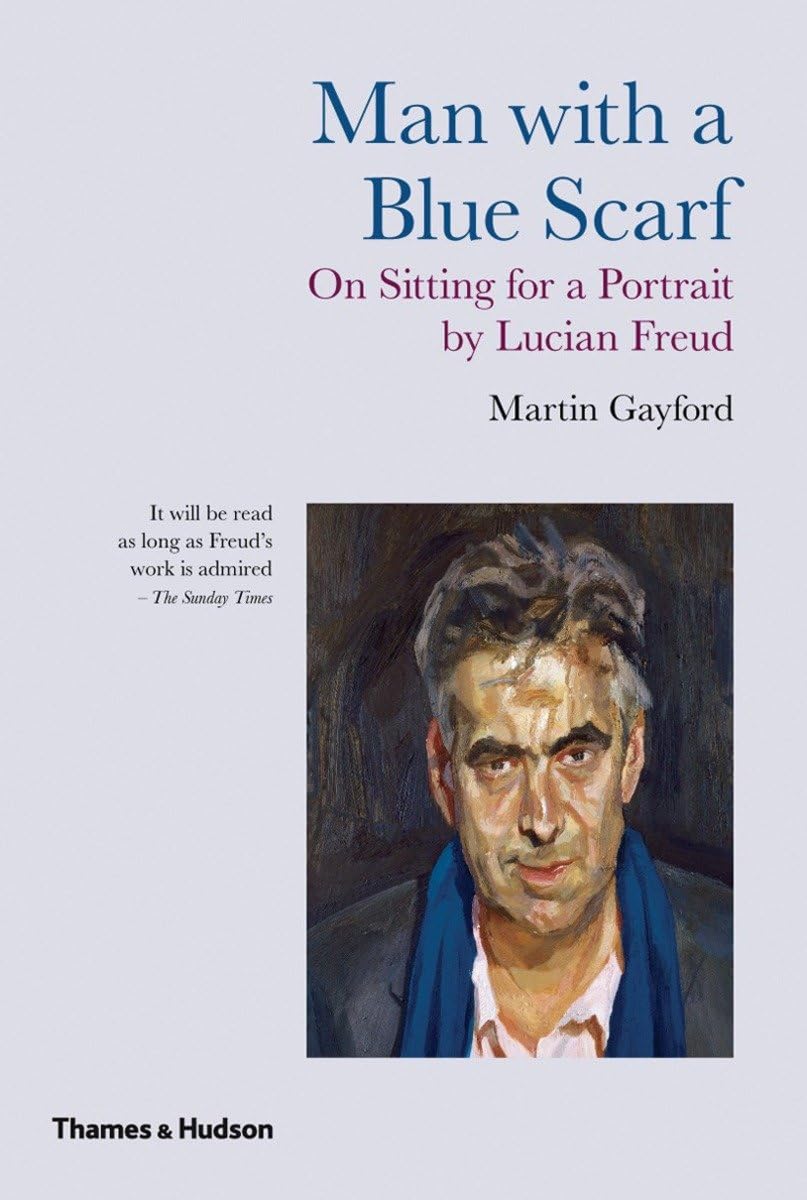 Man with a
Blue Scarf
On Sitting for a Portrait
by Lucian Freud
Martin Gayford
It will be read
as long as Freud’s
work is admired
– The Sunday Times
Thames & Hudson